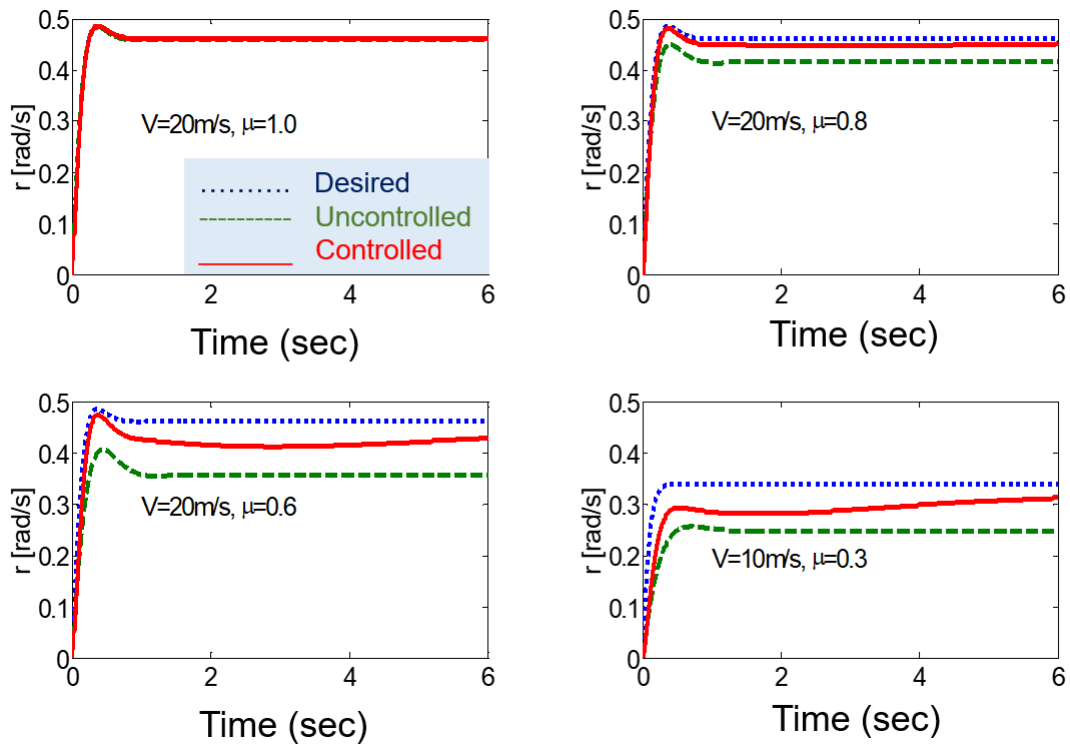 0.5
0.4
0.3
0.2
0.1
0
r [rad/s]
V=20m/s, μ=1.0
Desired
Uncontrolled
Controlled
0 2 4 6
Time (sec)
0.5
0.4
0.3
0.2
0.1
0
r [rad/s]
V=20m/s, μ=0.8
0 2 4 6
Time (sec)
0.5
0.4
0.3
0.2
0.1
0
r [rad/s]
V=20m/s, μ=0.6
0 2 4 6
Time (sec)
0.5
0.4
0.3
0.2
0.1
0
r [rad/s]
V=10m/s, μ=0.3
0 2 4 6
Time (sec)